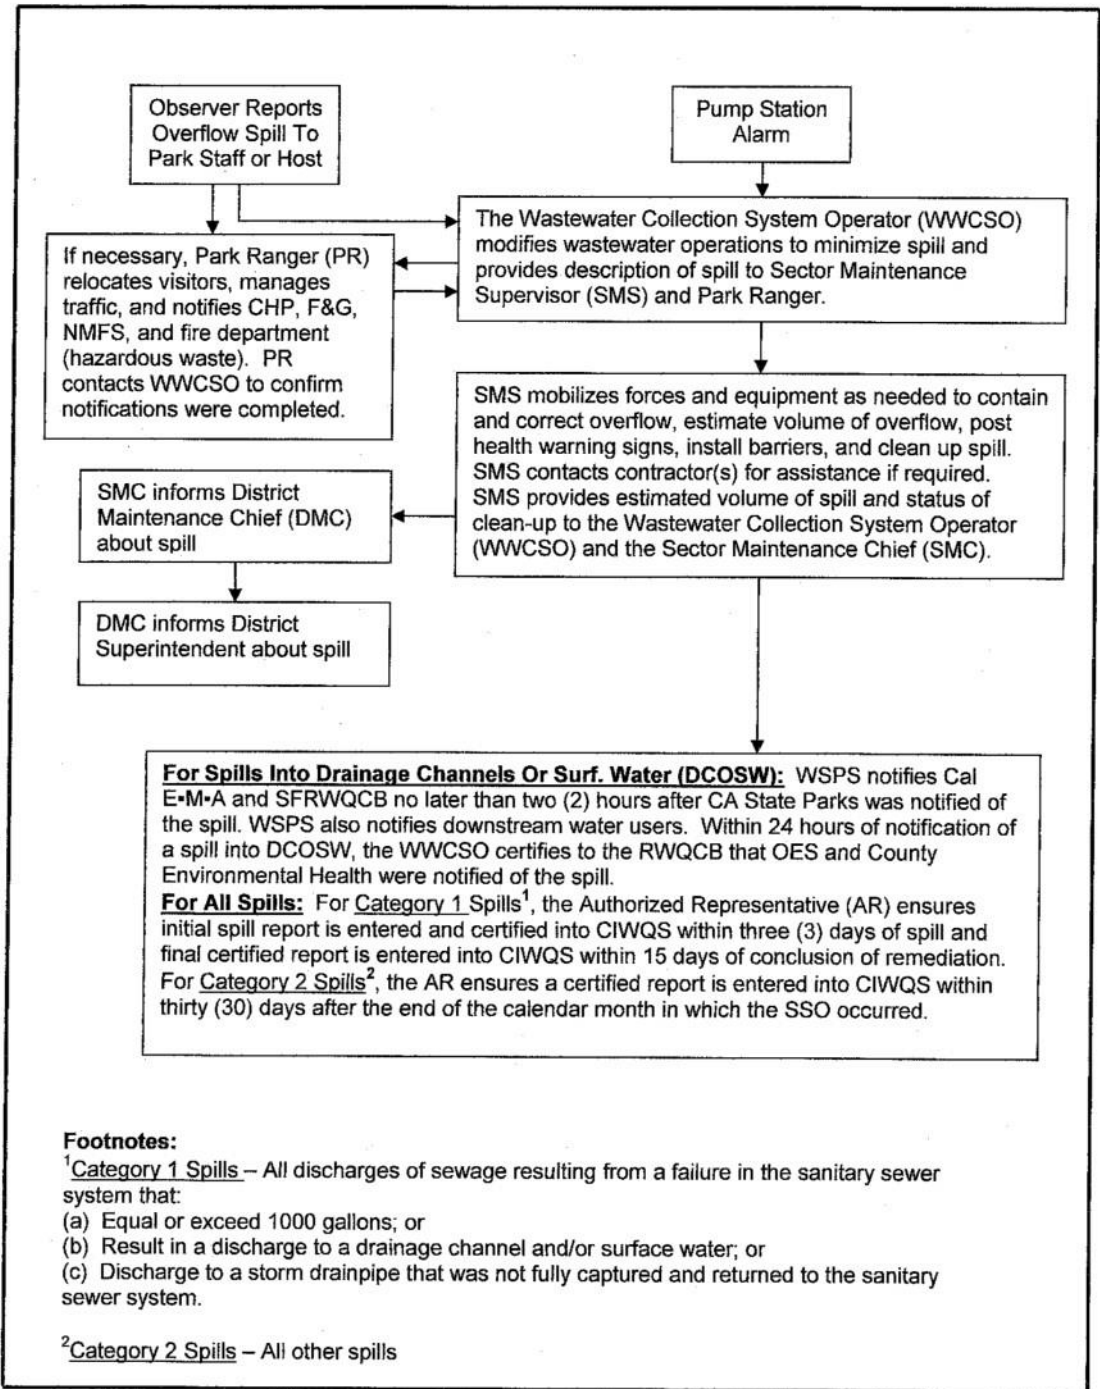 Observer Reports
Overflow Spill To
Park Staff or Host
Pump Station
Alarm
The Wastewater Collection System Operator (WWCSO)
modifies wastewater operations to minimize spill and
provides description of spill to Sector Maintenance
Supervisor (SMS) and Park Ranger.
If necessary, Park Ranger (PR)
relocates visitors, manages
traffic, and notifies CHP, F&G,
NMFS, and fire department
(hazardous waste). PR
contacts WWCSO to confirm
notifications were completed.
SMS mobilizes forces and equipment as needed to contain
and correct overflow, estimate volume of overflow, post
health warning signs, install barriers, and clean up spill.
SMS contacts contractor(s) for assistance if required.
SMS provides estimated volume of spill and status of
clean-up to the Wastewater Collection System Operator
(WWCSO) and the Sector Maintenance Chief (SMC).
SMC informs District
Maintenance Chief (DMC)
about spill
DMC informs District
Superintendent about spill
For Spills Into Drainage Channels Or Surf. Water (DCOSW): WSPS notifies Cal
E▪M▪A and SFRWQCB no later than two (2) hours after CA State Parks was notified of
the spill. WSPS also notifies downstream water users. Within 24 hours of notification of
a spill into DCOSW, the WWCSO certifies to the RWQCB that OES and County
Environmental Health were notified of the spill.
For All Spills: For Category 1 Spills¹, the Authorized Representative (AR) ensures
initial spill report is entered and certified into CIWQS within three (3) days of spill and
final certified report is entered into CIWQS within 15 days of conclusion of remediation.
For Category 2 Spills², the AR ensures a certified report is entered into CIWQS within
thirty (30) days after the end of the calendar month in which the SSO occurred.
Footnotes:
¹Category 1 Spills – All discharges of sewage resulting from a failure in the sanitary sewer
system that:
(a) Equal or exceed 1000 gallons; or
(b) Result in a discharge to a drainage channel and/or surface water; or
(c) Discharge to a storm drainpipe that was not fully captured and returned to the sanitary
sewer system.
²Category 2 Spills – All other spills